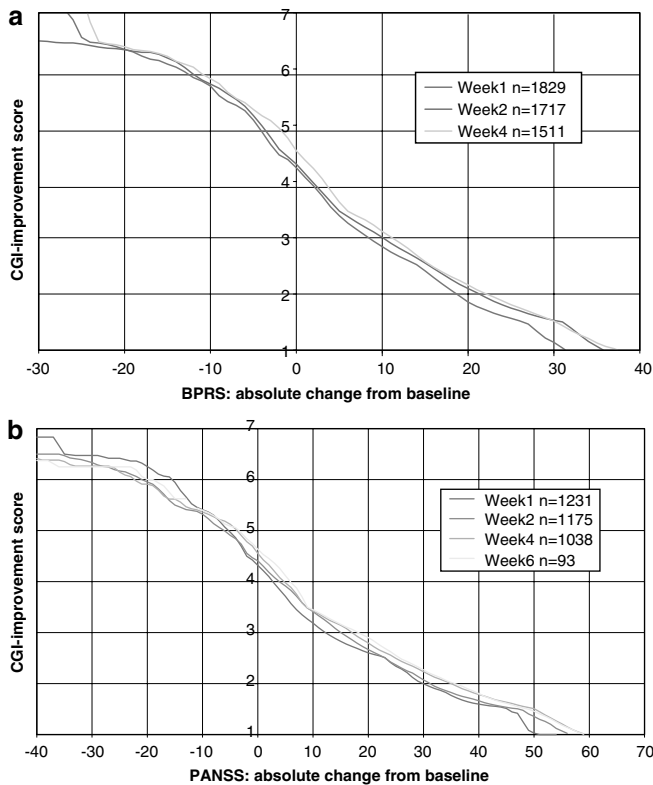 a
7
6
5
4
3
2
1
CGI-improvement score
Week1 n=1829
Week2 n=1717
Week4 n=1511
-30 -20 -10 0 10 20 30 40
BPRS: absolute change from baseline
b
7
6
5
4
3
2
1
CGI-improvement score
Week1 n=1231
Week2 n=1175
Week4 n=1038
Week6 n=93
-40 -30 -20 -10 0 10 20 30 40 50 60 70
PANSS: absolute change from baseline